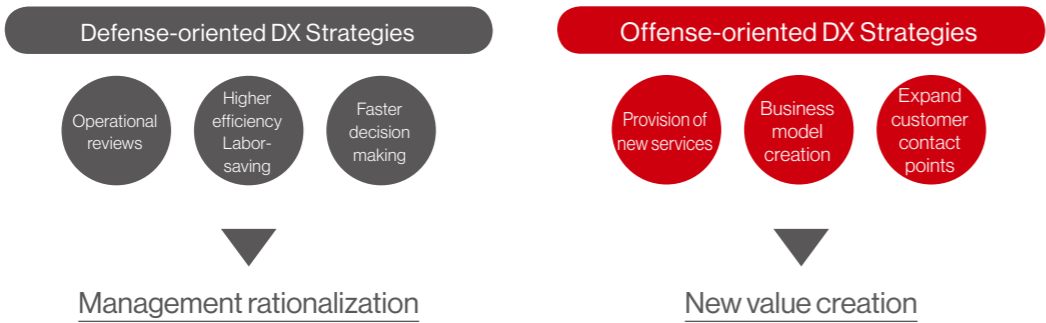 Defense-oriented DX Strategies
Operational
reviews
Higher
efficiency
Labor-
saving
Faster
decision
making
Management rationalization
Offense-oriented DX Strategies
Provision of
new services
Business
model
creation
Expand
customer
contact
points
New value creation